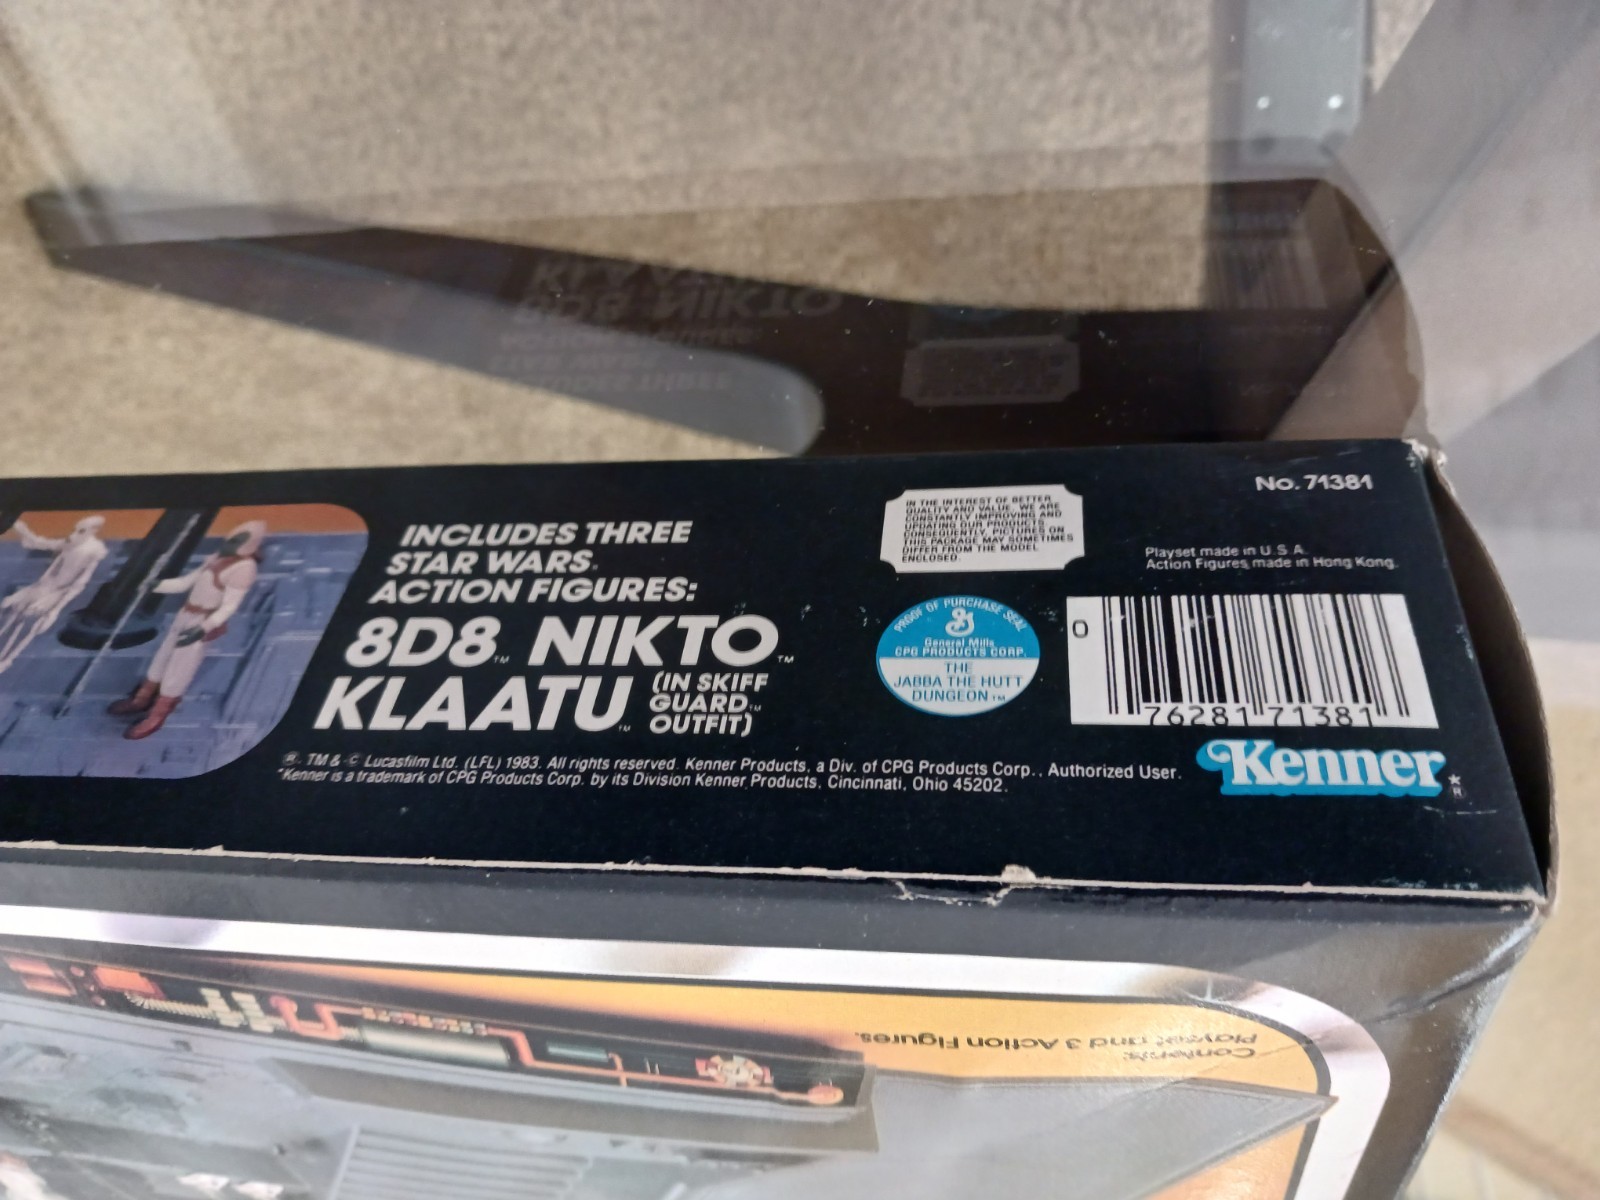 No. 71381
INCLUDES THREE
STAR WARS®
ACTION FIGURES:
8D8™ NIKTO™
KLAATU™ (IN SKIFF
GUARD™
OUTFIT)
IN THE INTEREST OF BETTER
QUALITY AND VALUE, WE ARE
CONSTANTLY IMPROVING AND
UPDATING OUR PRODUCTS.
CONSEQUENTLY, PICTURES ON
THIS PACKAGE MAY SOMETIMES
DIFFER FROM THE MODEL
ENCLOSED.
Playset made in U.S.A.
Action Figures made in Hong Kong.
PROOF OF PURCHASE SEAL
General Mills
CPG PRODUCTS CORP.
THE
JABBA THE HUTT
DUNGEON™
0
76281 71381
Kenner*®
®, TM & © Lucasfilm Ltd. (LFL) 1983. All rights reserved. Kenner Products, a Div. of CPG Products Corp., Authorized User.
*Kenner is a trademark of CPG Products Corp. by its Division Kenner Products, Cincinnati, Ohio 45202.
Contents:
Playset and 3 Action Figures.